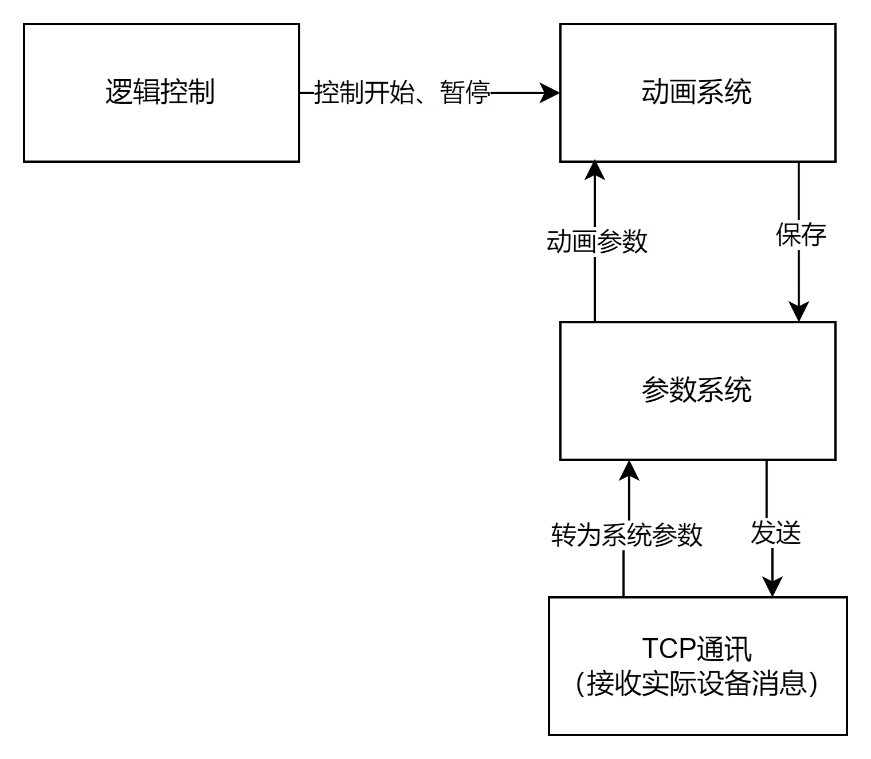 逻辑控制
控制开始、暂停
动画系统
动画参数
保存
参数系统
转为系统参数
发送
TCP通讯
（接收实际设备消息）